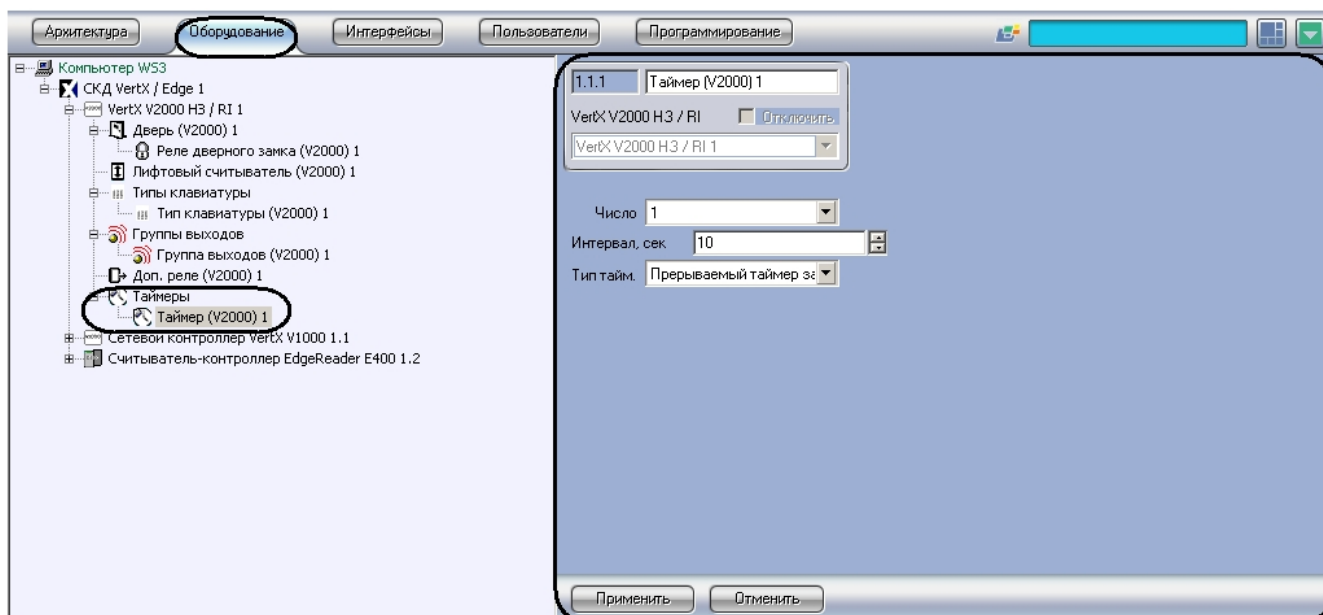 Архитектура Оборудование Интерфейсы Пользователи Программирование
Компьютер WS3
СКД VertX / Edge 1
VertX V2000 H3 / RI 1
Дверь (V2000) 1
Реле дверного замка (V2000) 1
Лифтовый считыватель (V2000) 1
Типы клавиатуры
Тип клавиатуры (V2000) 1
Группы выходов
Группа выходов (V2000) 1
Доп. реле (V2000) 1
Таймеры
Таймер (V2000) 1
Сетевой контроллер VertX V1000 1.1
Считыватель-контроллер EdgeReader E400 1.2
1.1.1 Таймер (V2000) 1
VertX V2000 H3 / RI Отключить
VertX V2000 H3 / RI 1
Число 1
Интервал, сек 10
Тип тайм. Прерываемый таймер за
Применить Отменить